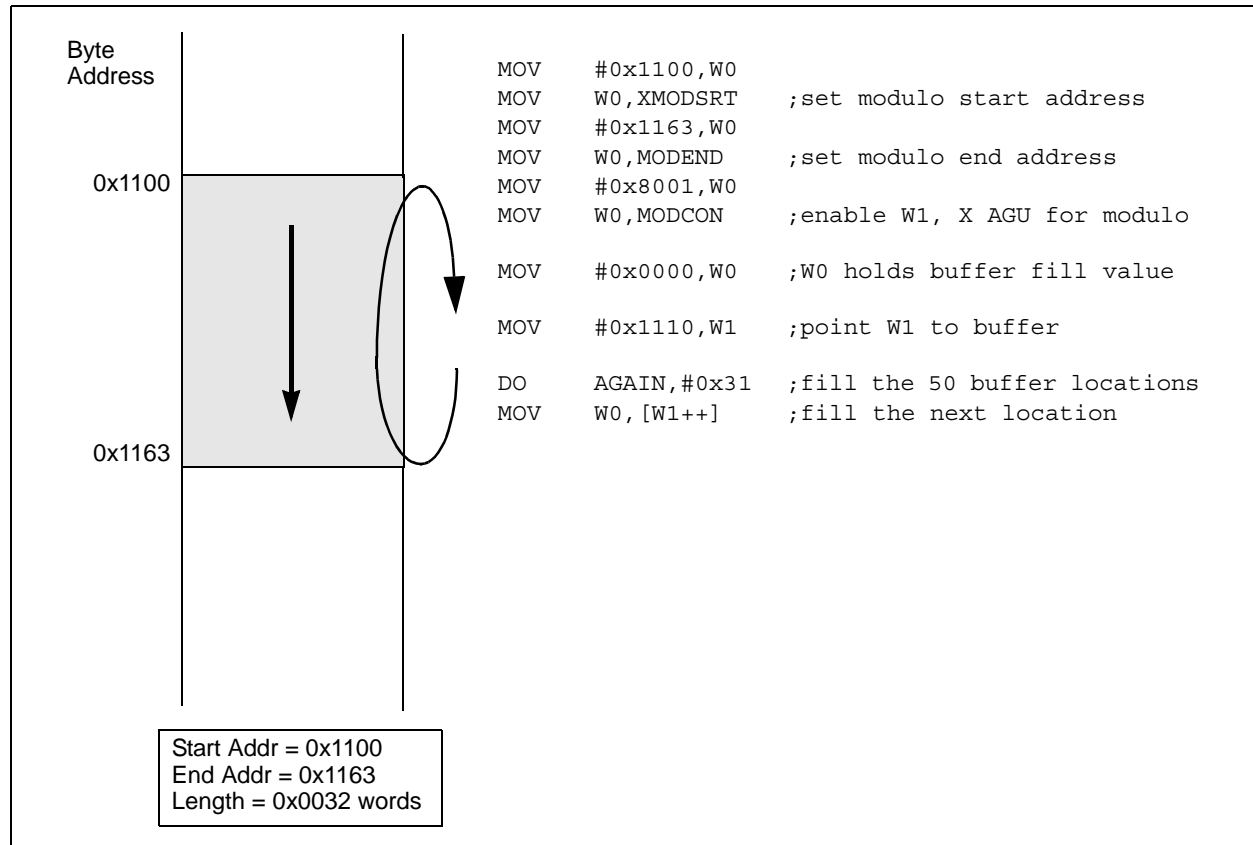 Byte
Address
0x1100
0x1163
MOV #0x1100,W0
MOV W0,XMODSRT ;set modulo start address
MOV #0x1163,W0
MOV W0,MODEND ;set modulo end address
MOV #0x8001,W0
MOV W0,MODCON ;enable W1, X AGU for modulo
MOV #0x0000,W0 ;W0 holds buffer fill value
MOV #0x1110,W1 ;point W1 to buffer
DO AGAIN,#0x31 ;fill the 50 buffer locations
MOV W0,[W1++] ;fill the next location
Start Addr = 0x1100
End Addr = 0x1163
Length = 0x0032 words